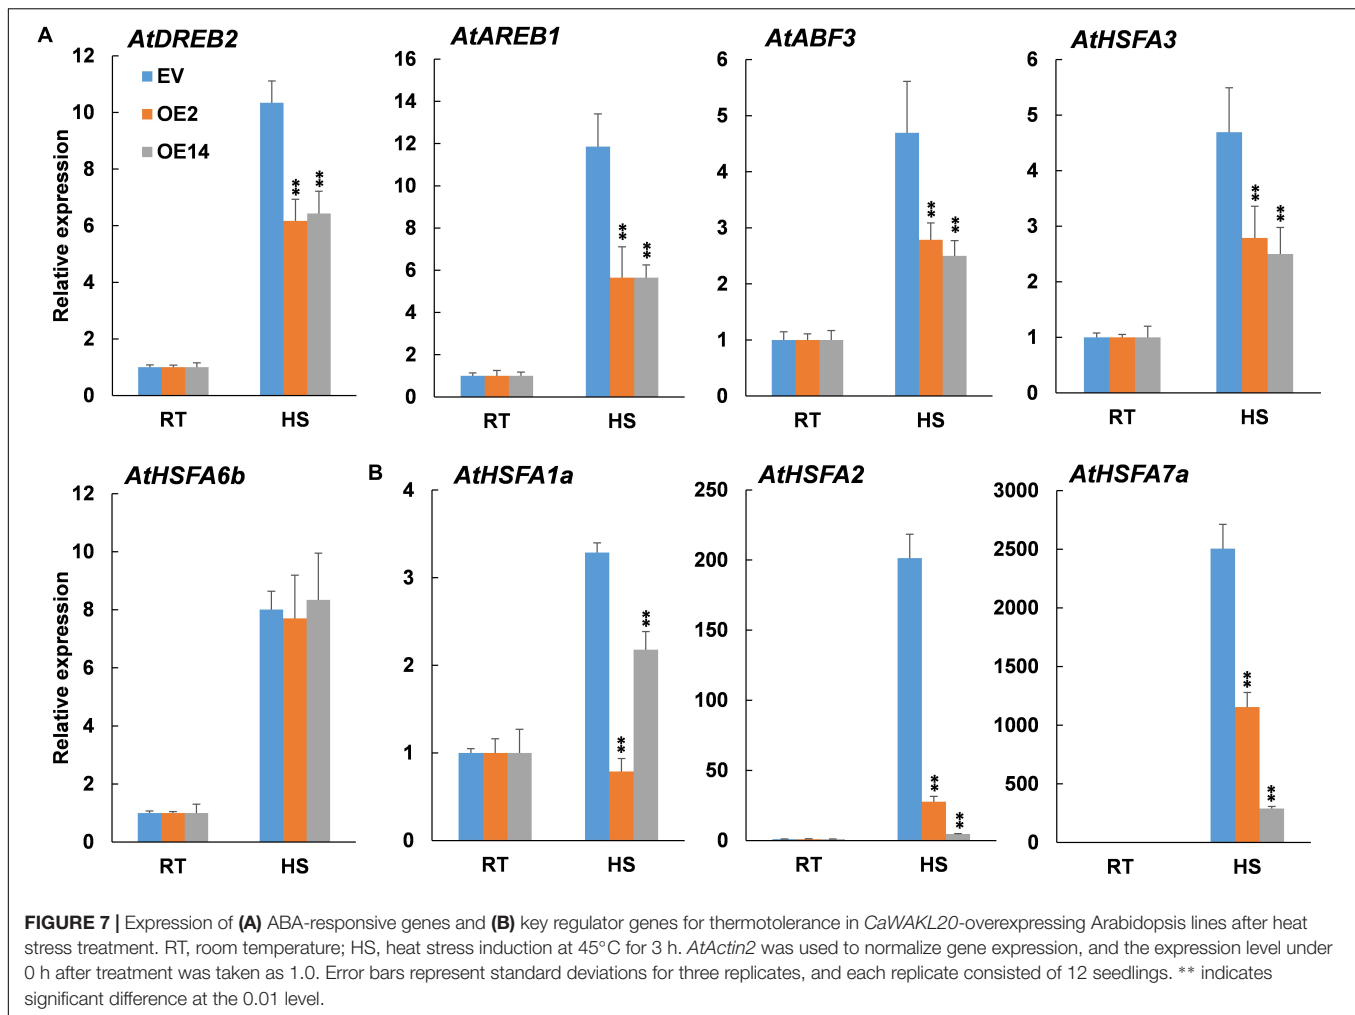 A
AtDREB2
12
10
8
6
4
2
0
Relative expression
EV
OE2
OE14
**
**
RT
HS
AtAREB1
16
14
12
10
8
6
4
2
0
**
**
RT
HS
AtABF3
6
5
4
3
2
1
0
**
**
RT
HS
AtHSFA3
6
5
4
3
2
1
0
**
**
RT
HS
AtHSFA6b
12
10
8
6
4
2
0
Relative expression
RT
HS
B
AtHSFA1a
4
3
2
1
0
**
**
RT
HS
AtHSFA2
250
200
150
100
50
0
**
**
RT
HS
AtHSFA7a
3000
2500
2000
1500
1000
500
0
**
**
RT
HS
FIGURE 7 | Expression of (A) ABA-responsive genes and (B) key regulator genes for thermotolerance in CaWAKL20-overexpressing Arabidopsis lines after heat
stress treatment. RT, room temperature; HS, heat stress induction at 45°C for 3 h. AtActin2 was used to normalize gene expression, and the expression level under
0 h after treatment was taken as 1.0. Error bars represent standard deviations for three replicates, and each replicate consisted of 12 seedlings. ** indicates
significant difference at the 0.01 level.